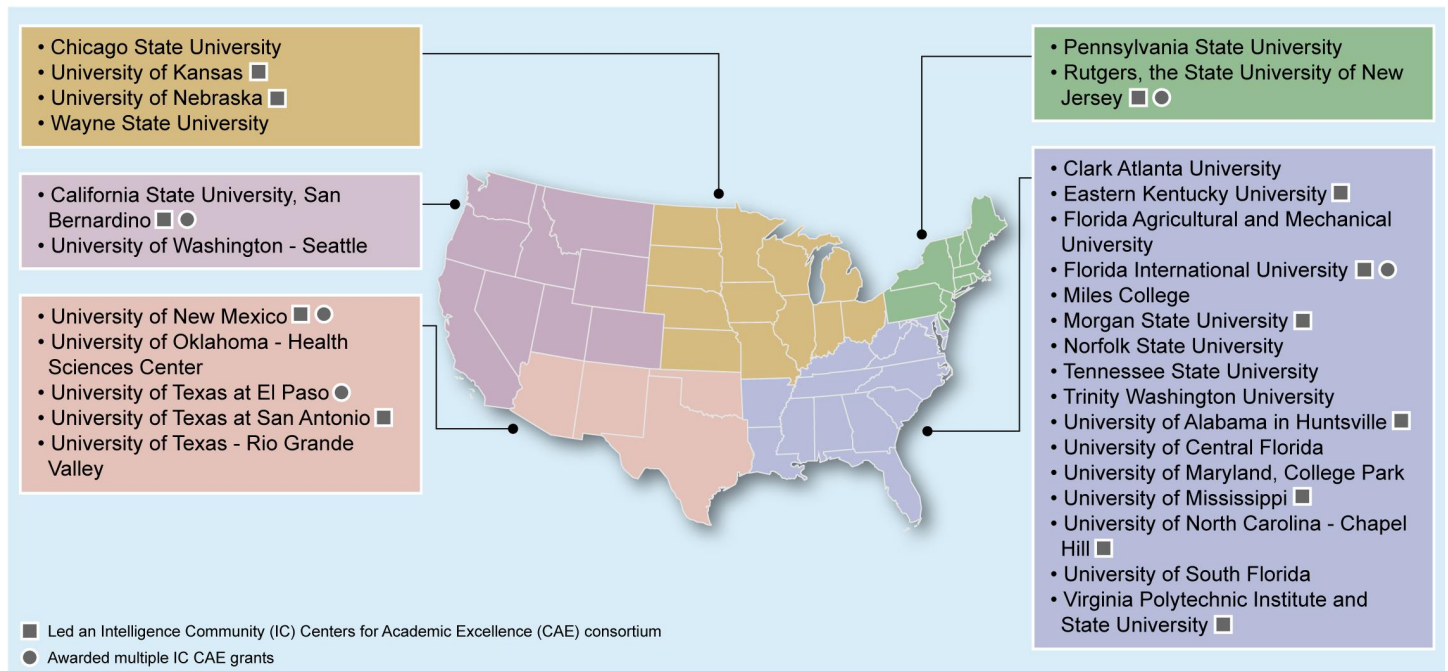 • Chicago State University
• University of Kansas
• University of Nebraska
• Wayne State University
• California State University, San
Bernardino
• University of Washington - Seattle
• University of New Mexico
• University of Oklahoma - Health
Sciences Center
• University of Texas at El Paso
• University of Texas at San Antonio
• University of Texas - Rio Grande
Valley
• Pennsylvania State University
• Rutgers, the State University of New
Jersey
• Clark Atlanta University
• Eastern Kentucky University
• Florida Agricultural and Mechanical
University
• Florida International University
• Miles College
• Morgan State University
• Norfolk State University
• Tennessee State University
• Trinity Washington University
• University of Alabama in Huntsville
• University of Central Florida
• University of Maryland, College Park
• University of Mississippi
• University of North Carolina - Chapel
Hill
• University of South Florida
• Virginia Polytechnic Institute and
State University
Led an Intelligence Community (IC) Centers for Academic Excellence (CAE) consortium
Awarded multiple IC CAE grants